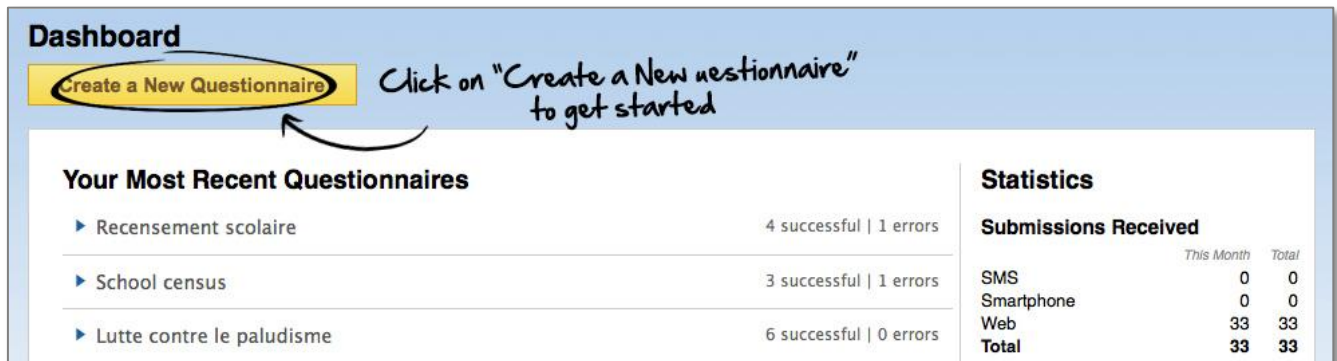 Dashboard
Create a New Questionnaire
Click on "Create a New uestionnaire"
to get started
Your Most Recent Questionnaires
Recensement scolaire 4 successful | 1 errors
School census 3 successful | 1 errors
Lutte contre le paludisme 6 successful | 0 errors
Statistics
Submissions Received
This Month Total
SMS 0 0
Smartphone 0 0
Web 33 33
Total 33 33